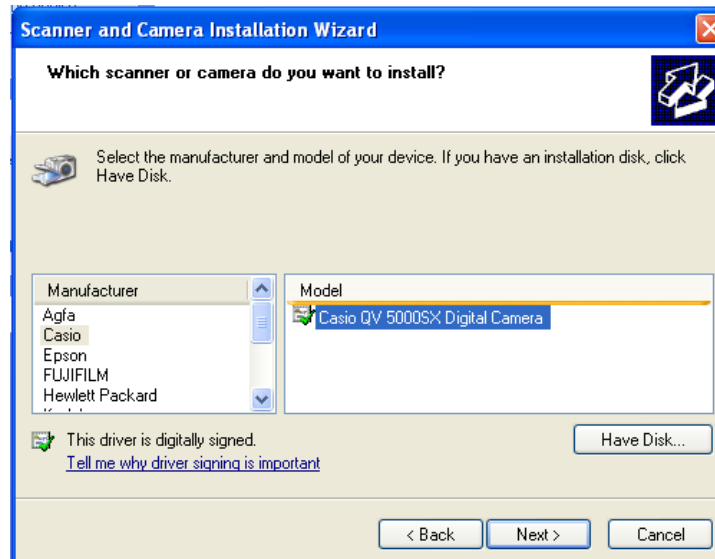 Scanner and Camera Installation Wizard
Which scanner or camera do you want to install?
Select the manufacturer and model of your device. If you have an installation disk, click
Have Disk.
Manufacturer
Agfa
Casio
Epson
FUJIFILM
Hewlett Packard
Model
Casio QV 5000SX Digital Camera
This driver is digitally signed.
Tell me why driver signing is important
Have Disk...
< Back
Next >
Cancel